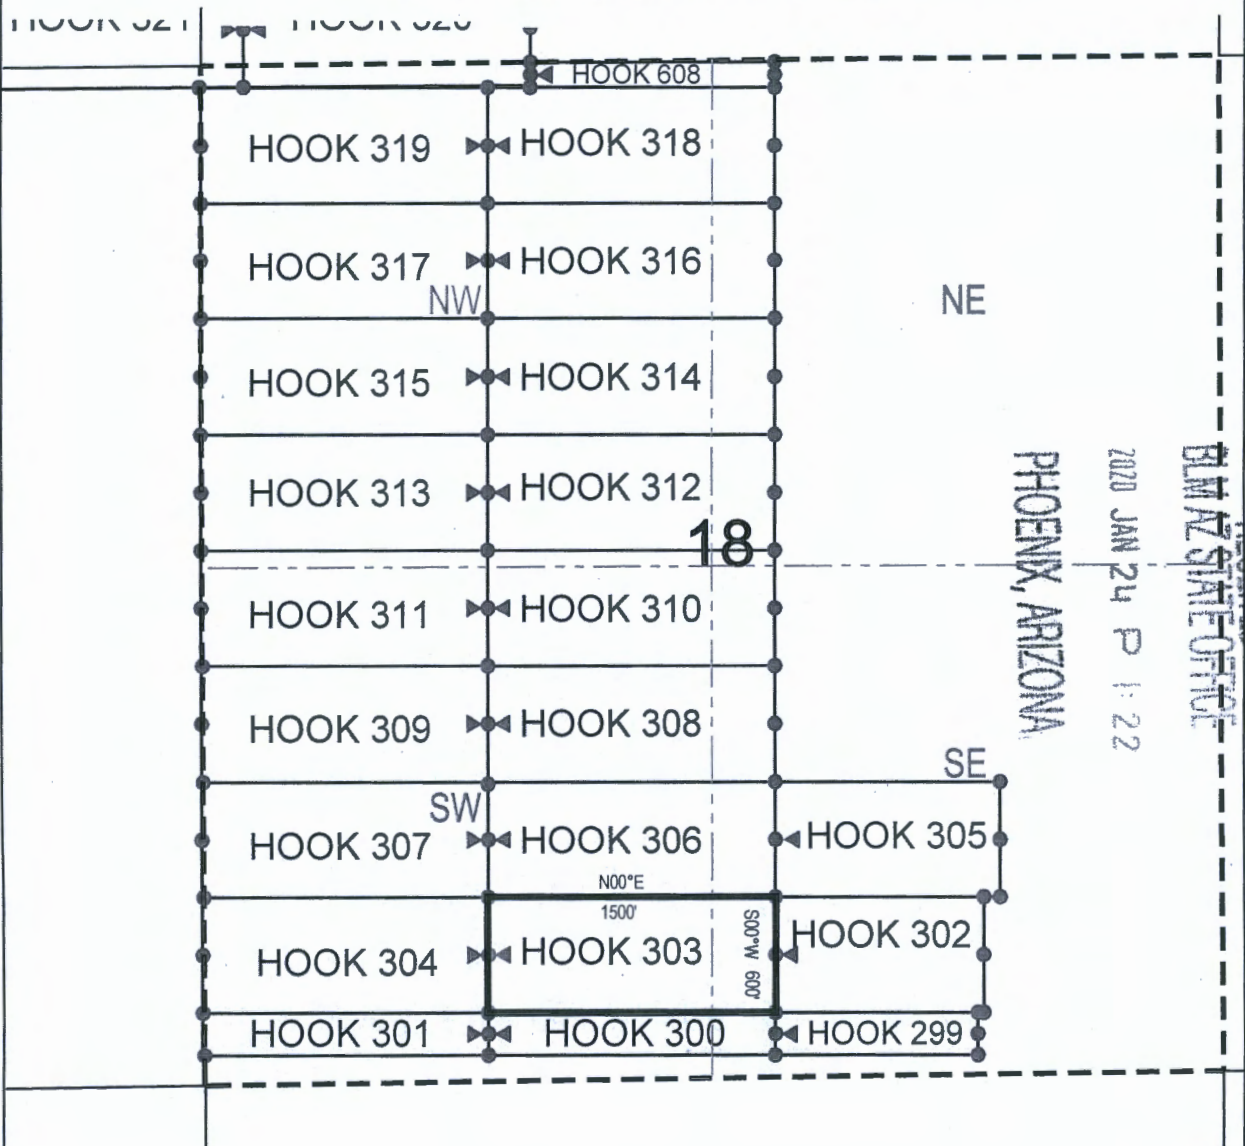 HOOK 608
HOOK 319
HOOK 318
HOOK 317
HOOK 316
NW
NE
HOOK 315
HOOK 314
HOOK 313
HOOK 312
18
HOOK 311
HOOK 310
HOOK 309
HOOK 308
SE
SW
HOOK 307
HOOK 306
HOOK 305
N00°E
1500'
S00°W 600'
HOOK 304
HOOK 303
HOOK 302
HOOK 301
HOOK 300
HOOK 299
BLM AZ STATE OFFICE
2020 JAN 24 P 1:22
PHOENIX, ARIZONA